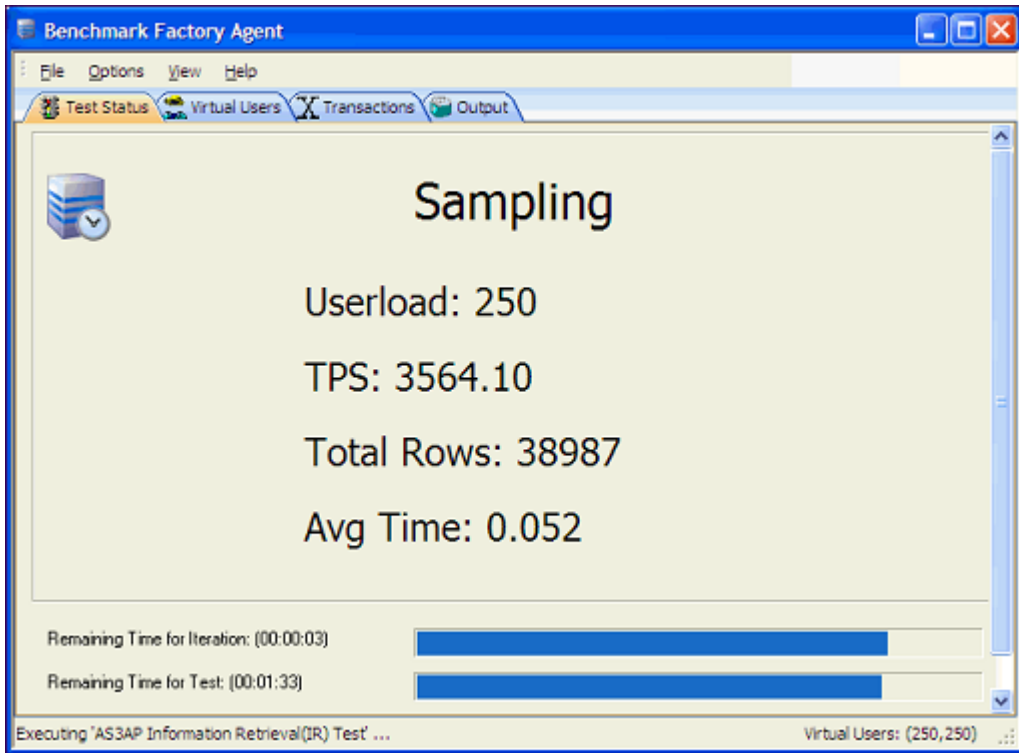 Benchmark Factory Agent
File Options View Help
Test Status Virtual Users Transactions Output
Sampling
Userload: 250
TPS: 3564.10
Total Rows: 38987
Avg Time: 0.052
Remaining Time for Iteration: (00:00:03)
Remaining Time for Test: (00:01:33)
Executing 'AS3AP Information Retrieval(IR) Test' ... Virtual Users: (250,250)